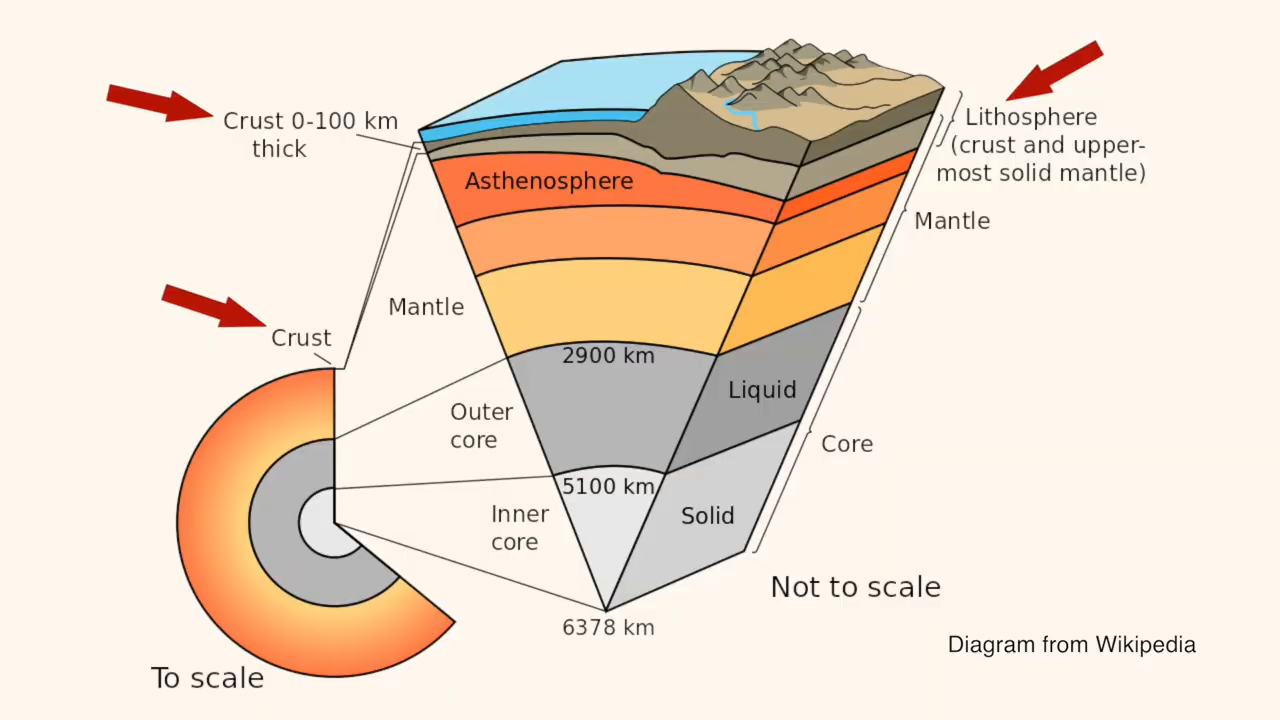 Crust 0-100 km
thick
Lithosphere
(crust and upper-
most solid mantle)
Asthenosphere
Mantle
Mantle
Crust
2900 km
Liquid
Outer
core
Core
5100 km
Inner
core
Solid
Not to scale
6378 km
Diagram from Wikipedia
To scale